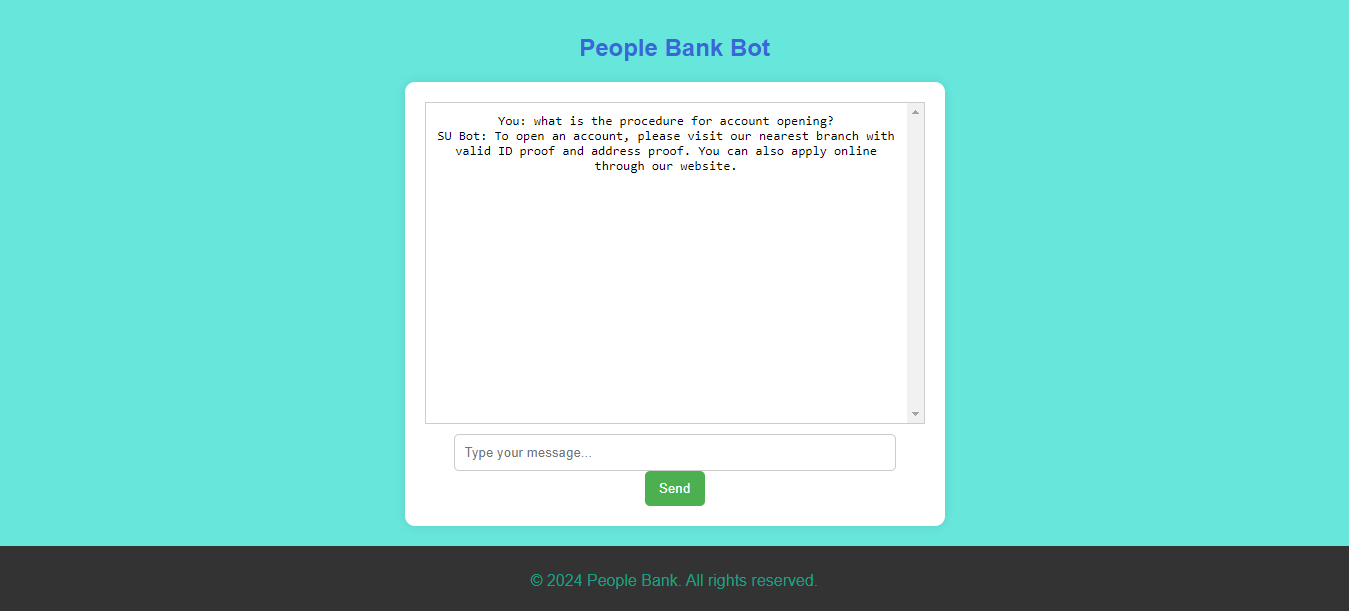 People Bank Bot
You: what is the procedure for account opening?
SU Bot: To open an account, please visit our nearest branch with
valid ID proof and address proof. You can also apply online
through our website.
Type your message...
Send
© 2024 People Bank. All rights reserved.